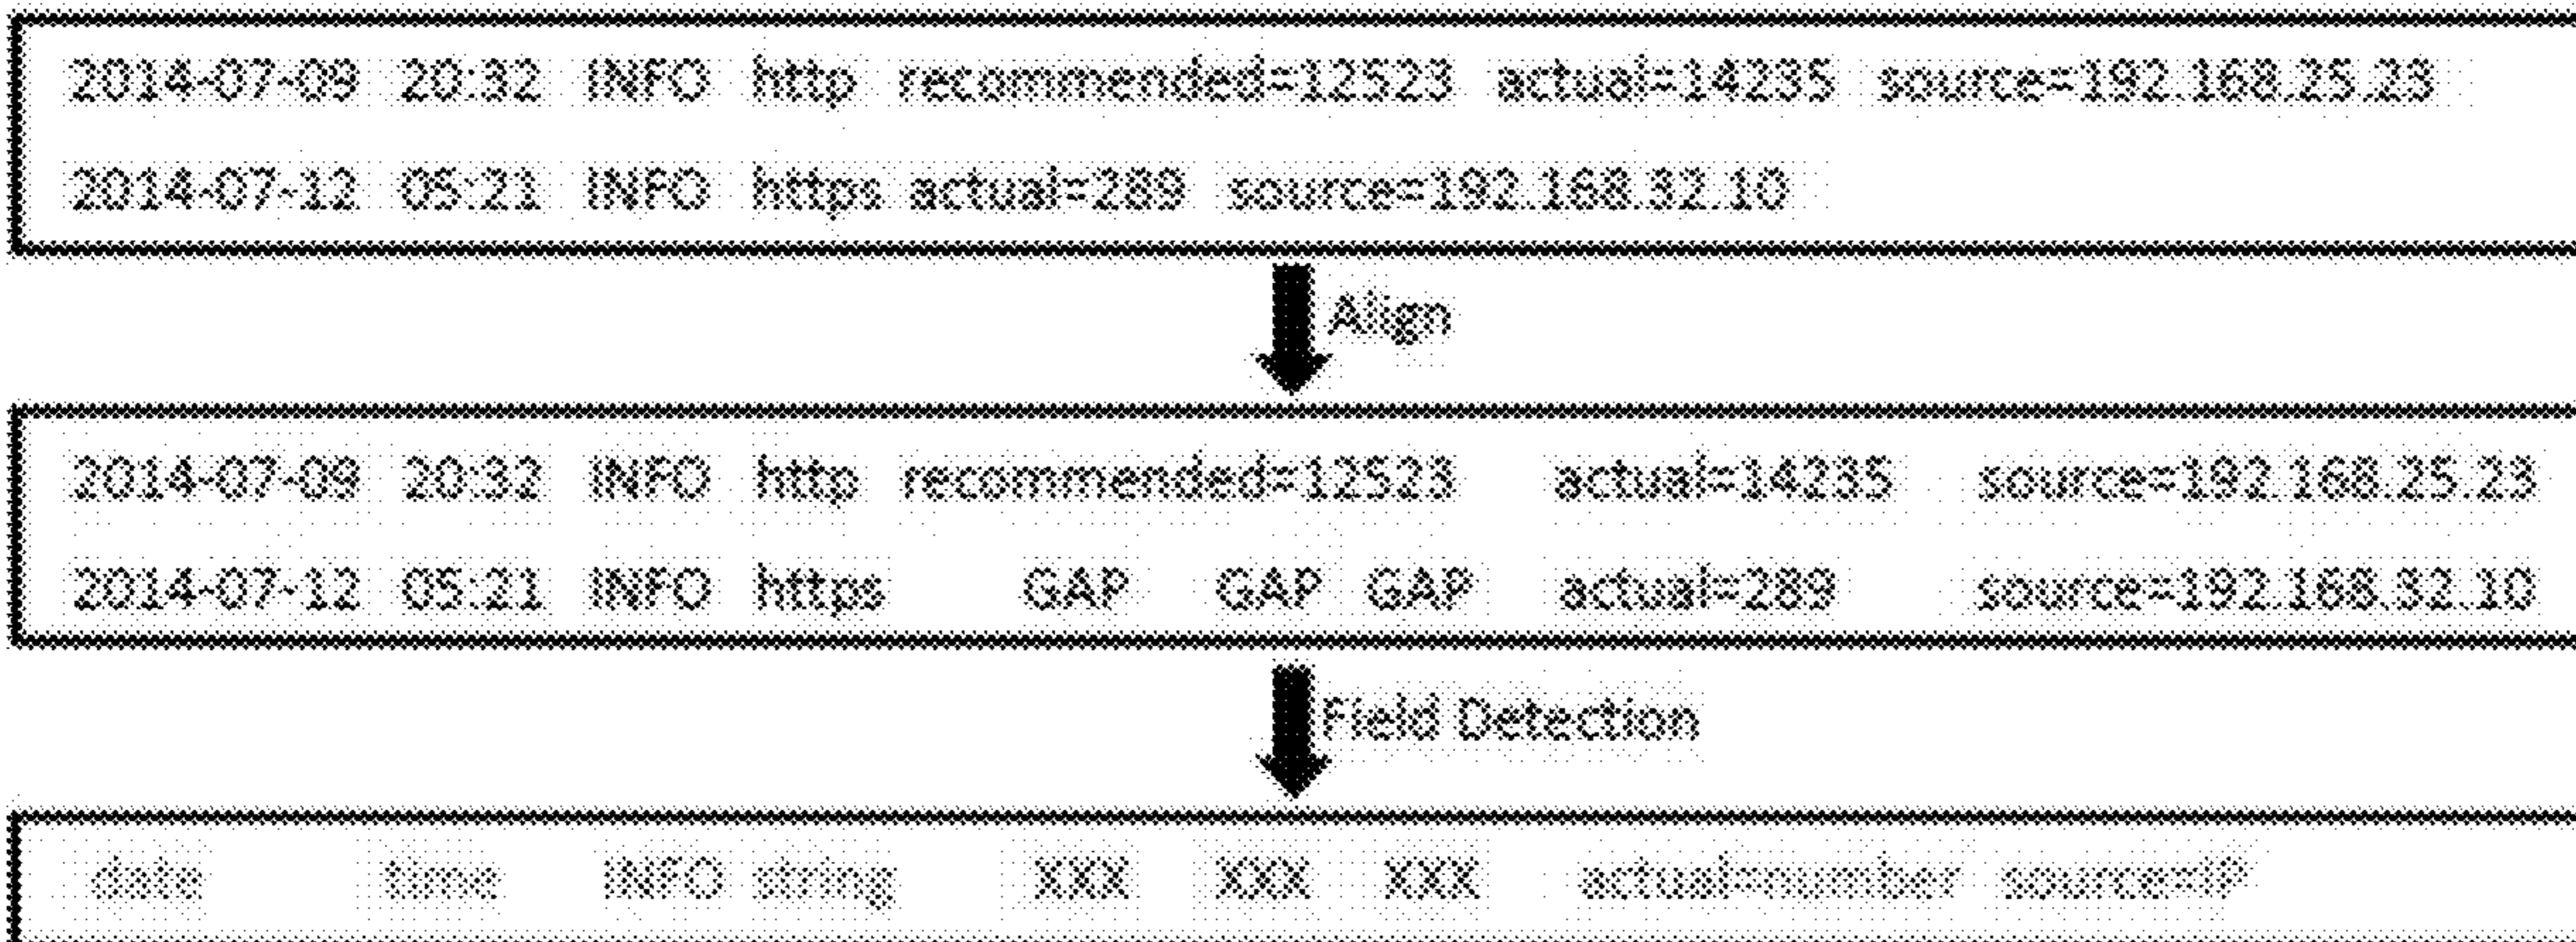 2014-07-09 20:32 INFO http recommended=12523 actual=14235 source=192.168.25.23
2014-07-12 05:21 INFO https actual=289 source=192.168.32.10
Align
2014-07-09 20:32 INFO http recommended=12523 actual=14235 source=192.168.25.23
2014-07-12 05:21 INFO https GAP GAP GAP actual=289 source=192.168.32.10
Field Detection
date time INFO string XXX XXX XXX actual=number source=IP